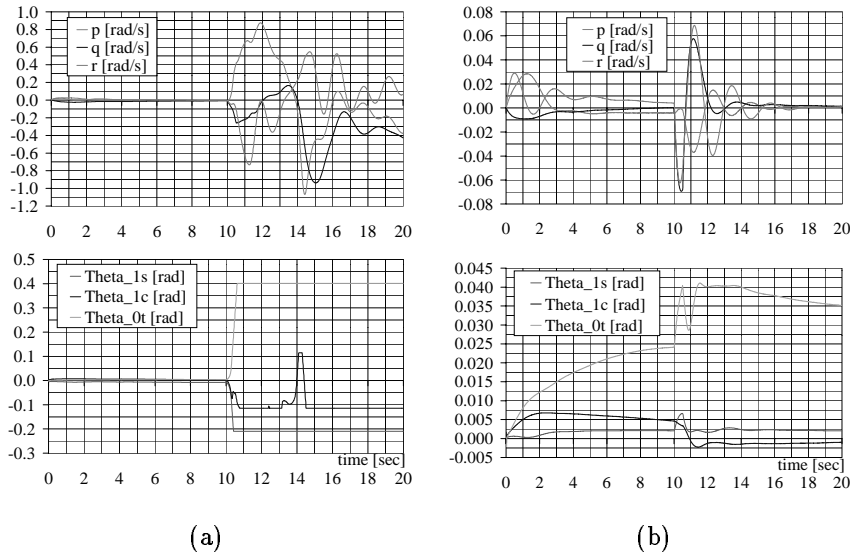 1.0
0.8
0.6
0.4
0.2
0.0
-0.2
-0.4
-0.6
-0.8
-1.0
-1.2
p [rad/s]
q [rad/s]
r [rad/s]
0 2 4 6 8 10 12 14 16 18 20
0.08
0.06
0.04
0.02
0.00
-0.02
-0.04
-0.06
-0.08
p [rad/s]
q [rad/s]
r [rad/s]
0 2 4 6 8 10 12 14 16 18 20
0.5
0.4
0.3
0.2
0.1
0.0
-0.1
-0.2
-0.3
Theta_1s [rad]
Theta_1c [rad]
Theta_0t [rad]
time [sec]
0 2 4 6 8 10 12 14 16 18 20
0.045
0.040
0.035
0.030
0.025
0.020
0.015
0.010
0.005
0.000
-0.005
Theta_1s [rad]
Theta_1c [rad]
Theta_0t [rad]
time [sec]
0 2 4 6 8 10 12 14 16 18 20
(a)
(b)